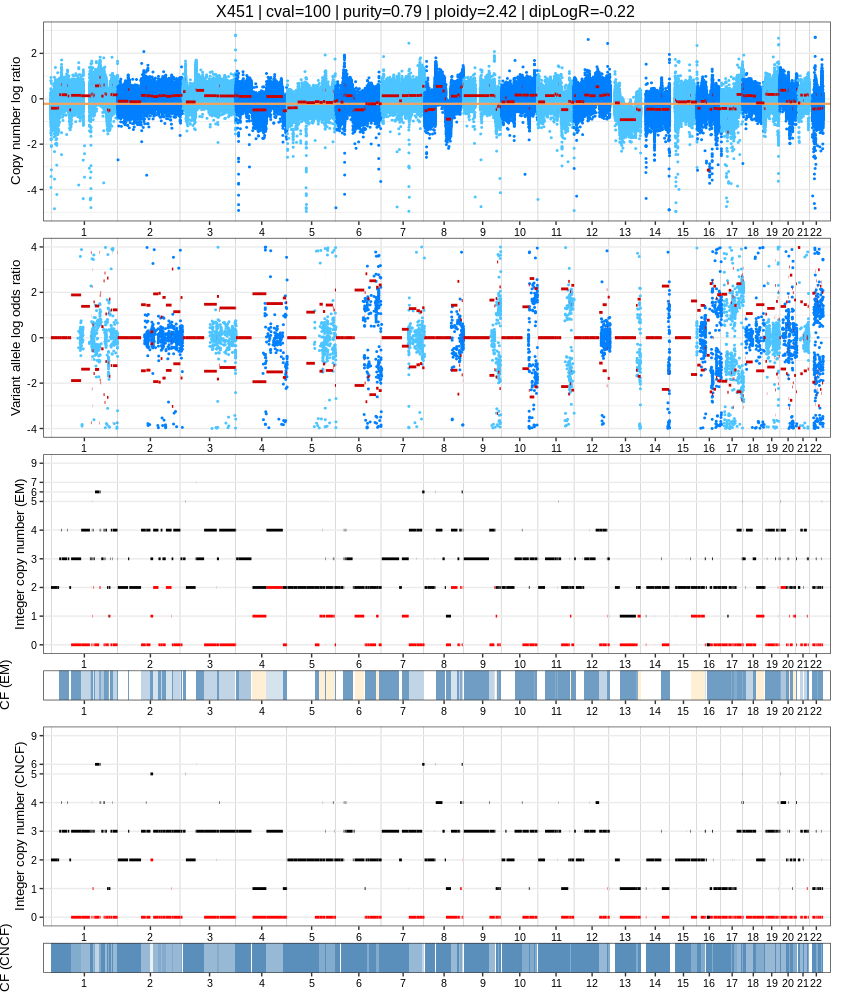 X451 | cval=100 | purity=0.79 | ploidy=2.42 | dipLogR=-0.22
Copy number log ratio
2
0
-2
-4
1 2 3 4 5 6 7 8 9 10 11 12 13 14 15 16 17 18 19 20 21 22
Variant allele log odds ratio
4
2
0
-2
-4
1 2 3 4 5 6 7 8 9 10 11 12 13 14 15 16 17 18 19 20 21 22
Integer copy number (EM)
9
7
6
5
4
3
2
1
0
1 2 3 4 5 6 7 8 9 10 11 12 13 14 15 16 17 18 19 20 21 22
CF (EM)
1 2 3 4 5 6 7 8 9 10 11 12 13 14 15 16 17 18 19 20 21 22
Integer copy number (CNCF)
9
6
5
4
3
2
1
0
1 2 3 4 5 6 7 8 9 10 11 12 13 14 15 16 17 18 19 20 21 22
CF (CNCF)
1 2 3 4 5 6 7 8 9 10 11 12 13 14 15 16 17 18 19 20 21 22